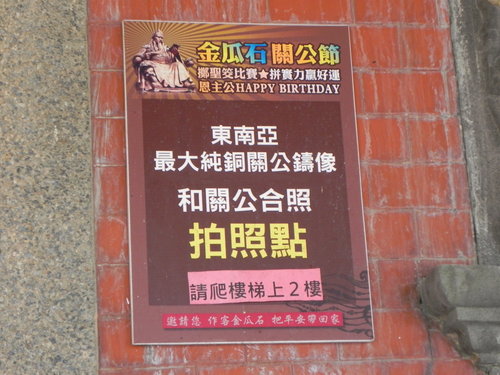 金瓜石關公節
擲聖筊比賽★拼實力贏好運
恩主公HAPPY BIRTHDAY
東南亞
最大純銅關公鑄像
和關公合照
拍照點
請爬樓梯上2樓
邀請您 作客金瓜石 把平安帶回家